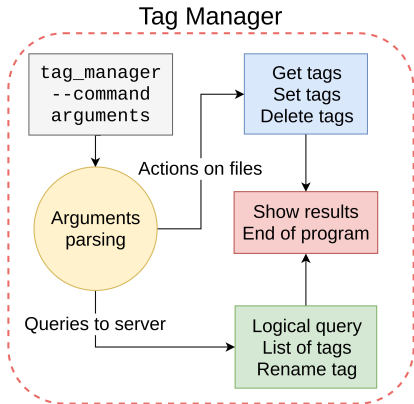 Tag Manager
tag_manager
--command
arguments
Get tags
Set tags
Delete tags
Actions on files
Arguments
parsing
Show results
End of program
Queries to server
Logical query
List of tags
Rename tag